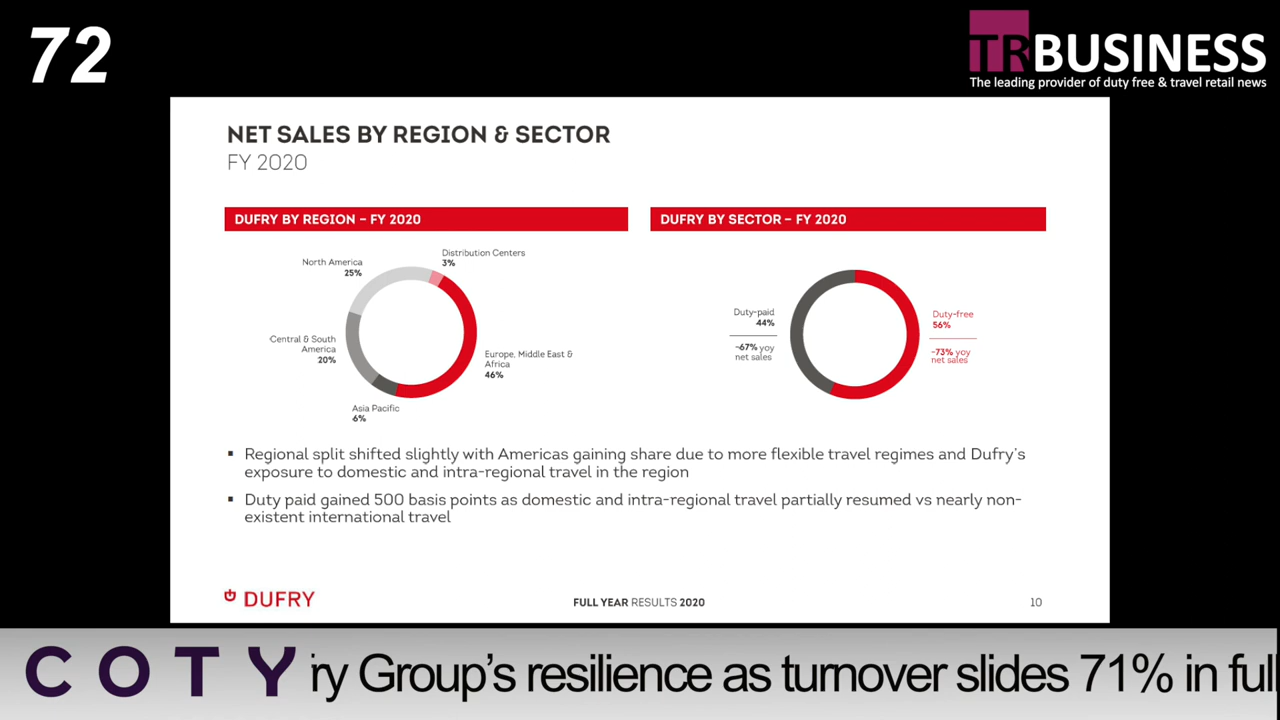 72
TRBUSINESS
The leading provider of duty free & travel retail news
NET SALES BY REGION & SECTOR
FY 2020
DUFRY BY REGION – FY 2020
DUFRY BY SECTOR – FY 2020
Distribution Centers
3%
North America
25%
Central & South
America
20%
Europe, Middle East &
Africa
46%
Asia Pacific
6%
Duty-paid
44%
-67% yoy
net sales
Duty-free
56%
-73% yoy
net sales
▪ Regional split shifted slightly with Americas gaining share due to more flexible travel regimes and Dufry's
exposure to domestic and intra-regional travel in the region
▪ Duty paid gained 500 basis points as domestic and intra-regional travel partially resumed vs nearly non-
existent international travel
DUFRY
FULL YEAR RESULTS 2020
10
COTY
ry Group's resilience as turnover slides 71% in full